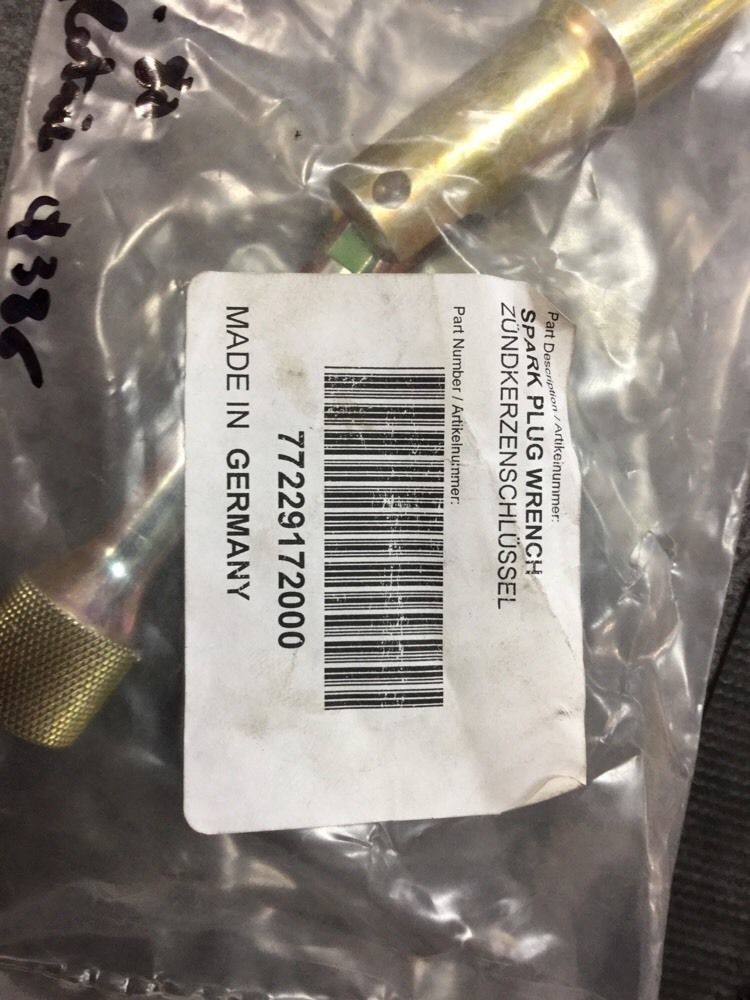 Part Description / Artikelnummer:
SPARK PLUG WRENCH
ZÜNDKERZENSCHLÜSSEL
Part Number / Artikelnummer:
77229172000
MADE IN GERMANY